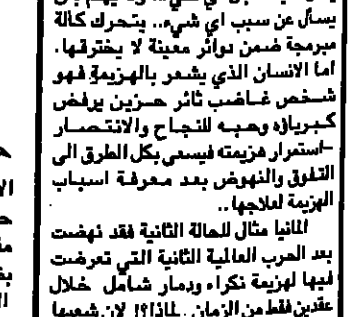 يسأل عن سبب اي شيء.. يتحرك كآلة
مبرمجة ضمن دوائر معينة لا يخترقها.
اما الانسان الذي يشعر بالهزيمة فهو
شخص غاضب ثائر حزين يرفض
كبرياؤه وحبه للنجاح والانتصار
-استمرار هزيمته فيسعى بكل الطرق الى
التفوق والنهوض بعد معرفة اسباب
الهزيمة لعلاجها..
المانيا مثال للحالة الثانية فقد نهضت
بعد الحرب العالمية الثانية التي تعرضت
فيها لهزيمة نكراء ودمار شامل خلال
عقدين فقط من الزمان.. لماذا؟! لان شعبها